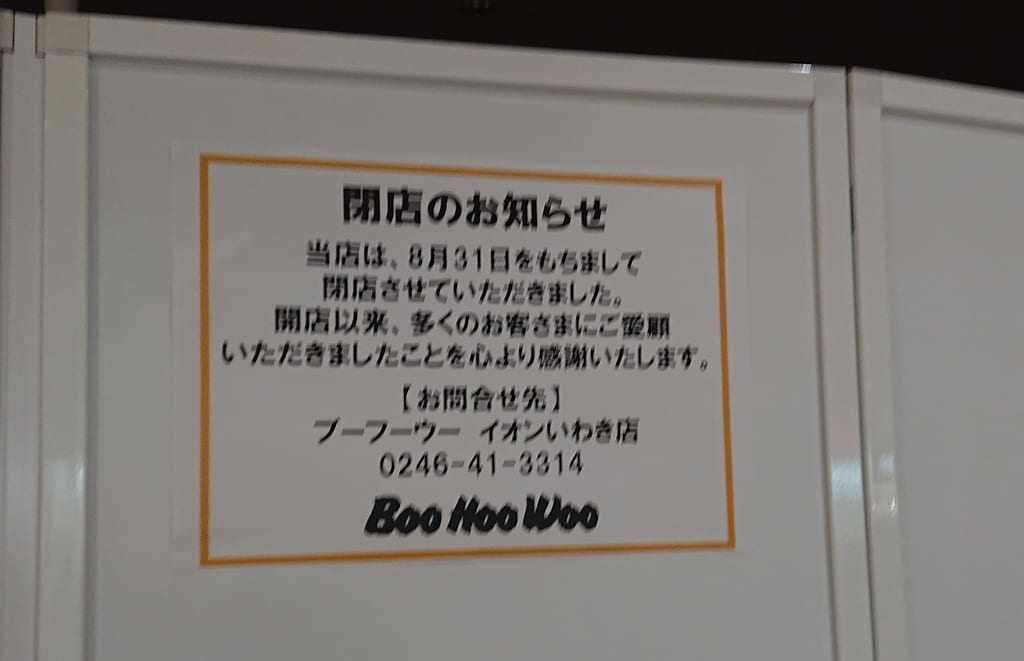 閉店のお知らせ
当店は、8月31日をもちまして
閉店させていただきました。
開店以来、多くのお客さまにご愛顧
いただきましたことを心より感謝いたします。
【お問合せ先】
ブーフーウー イオンいわき店
0246-41-3314
Boo Hoo Woo